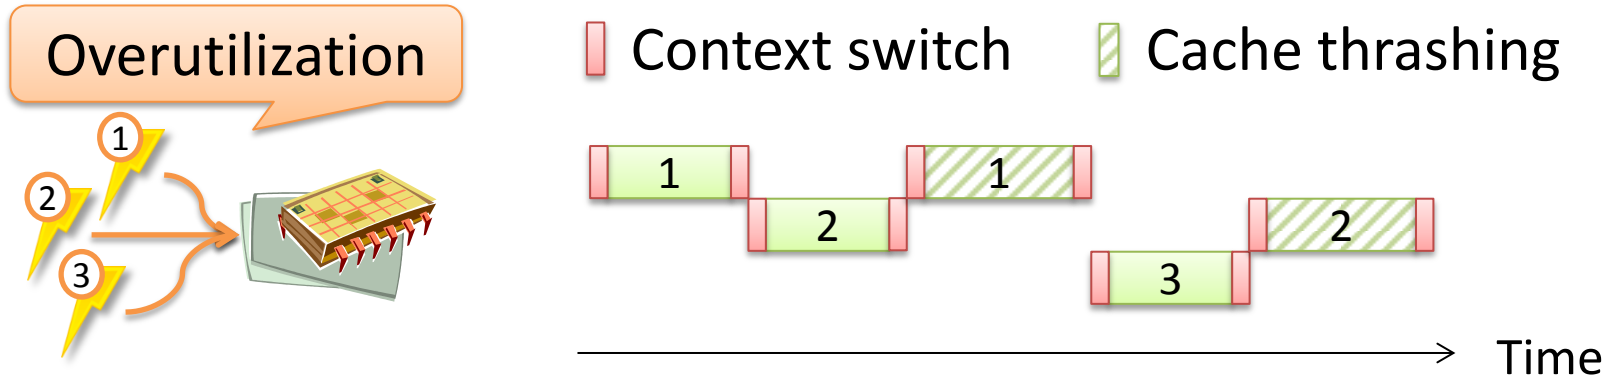 Overutilization
Context switch
Cache thrashing
1
2
3
1
2
1
3
2
Time